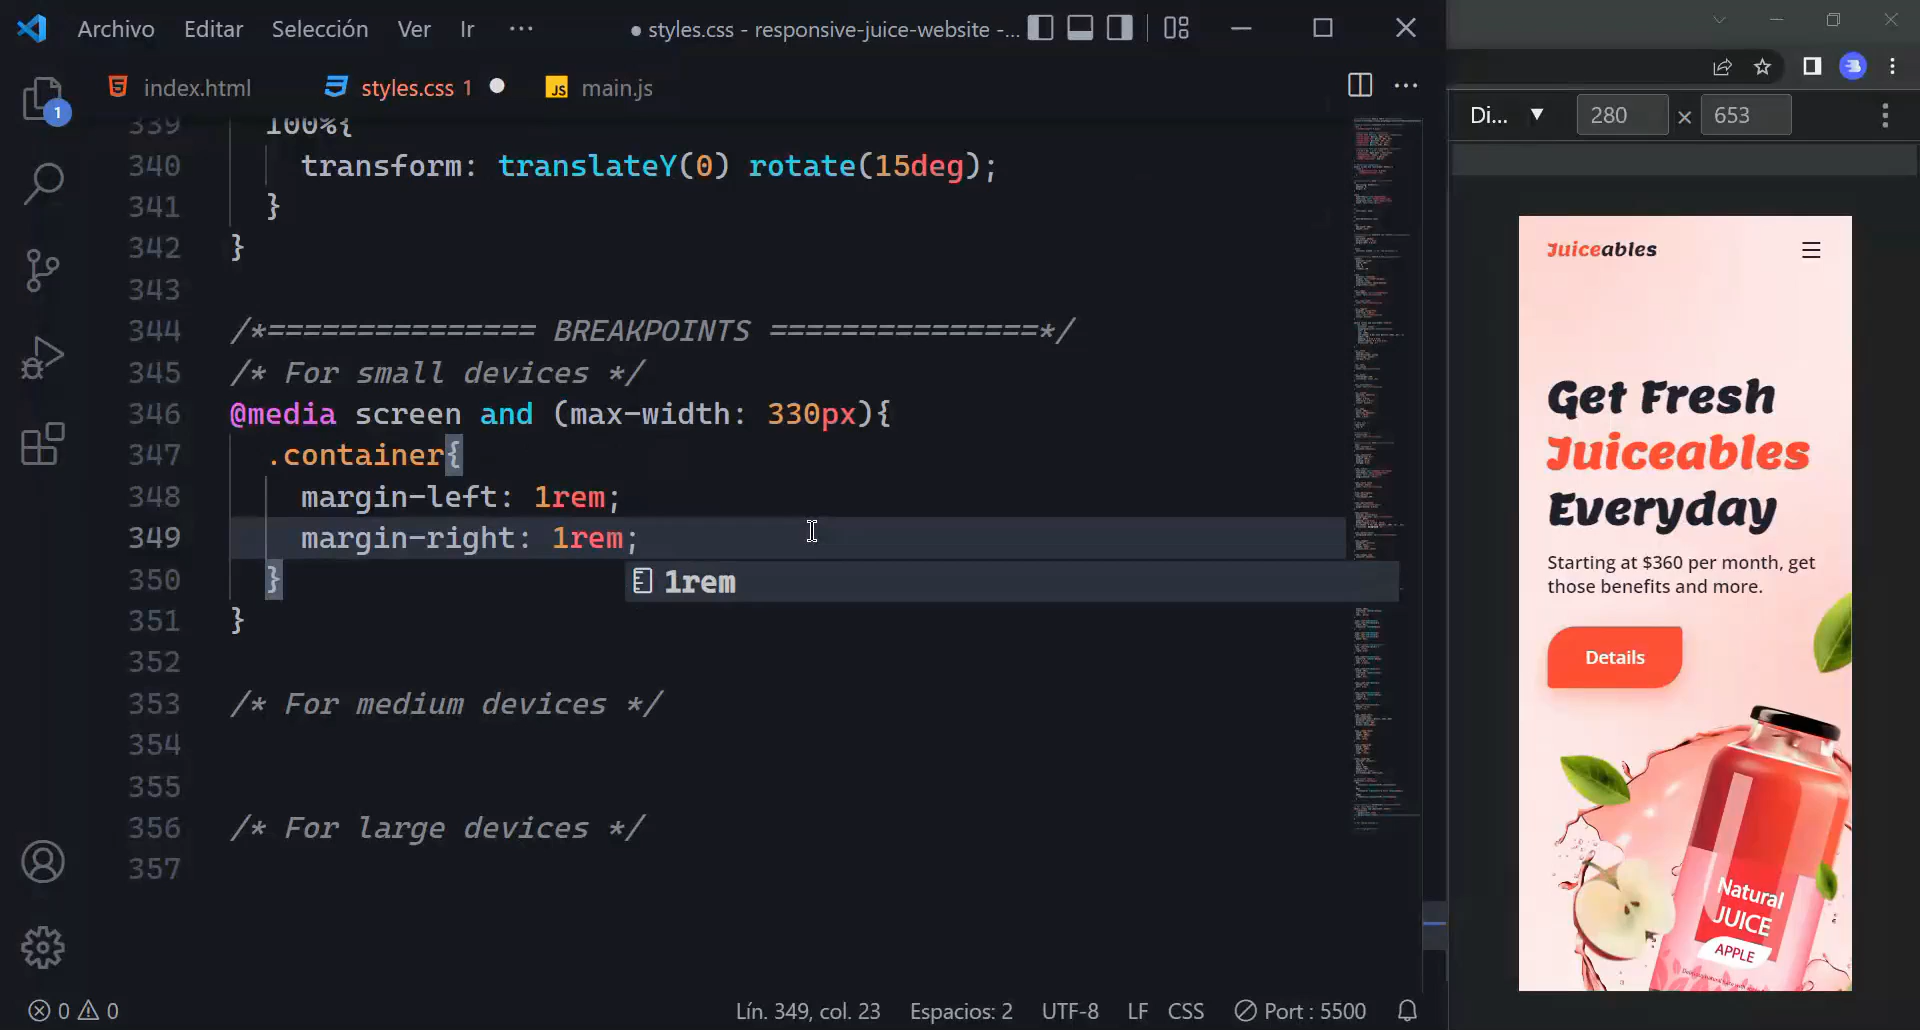 Archivo Editar Selección Ver Ir ··· ● styles.css - responsive-juice-website -...
index.html styles.css 1 JS main.js
1
Di... ▼ 280 × 653
339 100%{
340 transform: translateY(0) rotate(15deg);
341 }
342 }
343
344 /*=============== BREAKPOINTS ===============*/
345 /* For small devices */
346 @media screen and (max-width: 330px){
347 .container{
348 margin-left: 1rem;
349 margin-right: 1rem;
350 }
1rem
351 }
352
353 /* For medium devices */
354
355
356 /* For large devices */
357
0 0 Lín. 349, col. 23 Espacios: 2 UTF-8 LF CSS Port : 5500
Juiceables
Get Fresh
Juiceables
Everyday
Starting at $360 per month, get
those benefits and more.
Details
Natural
JUICE
APPLE